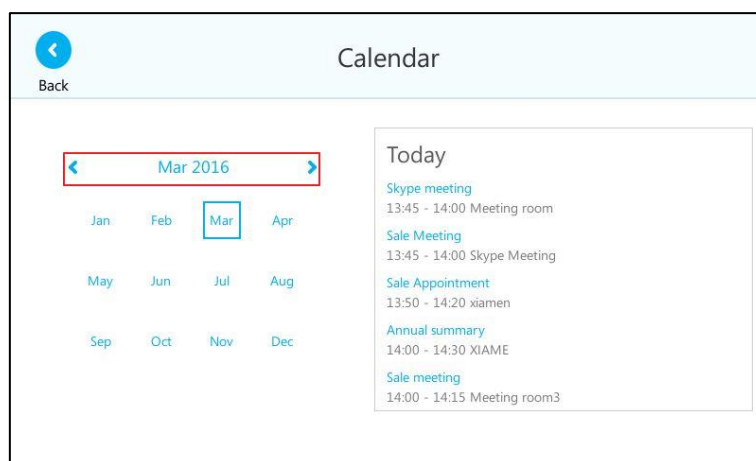 Calendar
Back
Mar 2016
Jan Feb Mar Apr
May Jun Jul Aug
Sep Oct Nov Dec
Today
Skype meeting
13:45 - 14:00 Meeting room
Sale Meeting
13:45 - 14:00 Skype Meeting
Sale Appointment
13:50 - 14:20 xiamen
Annual summary
14:00 - 14:30 XIAME
Sale meeting
14:00 - 14:15 Meeting room3